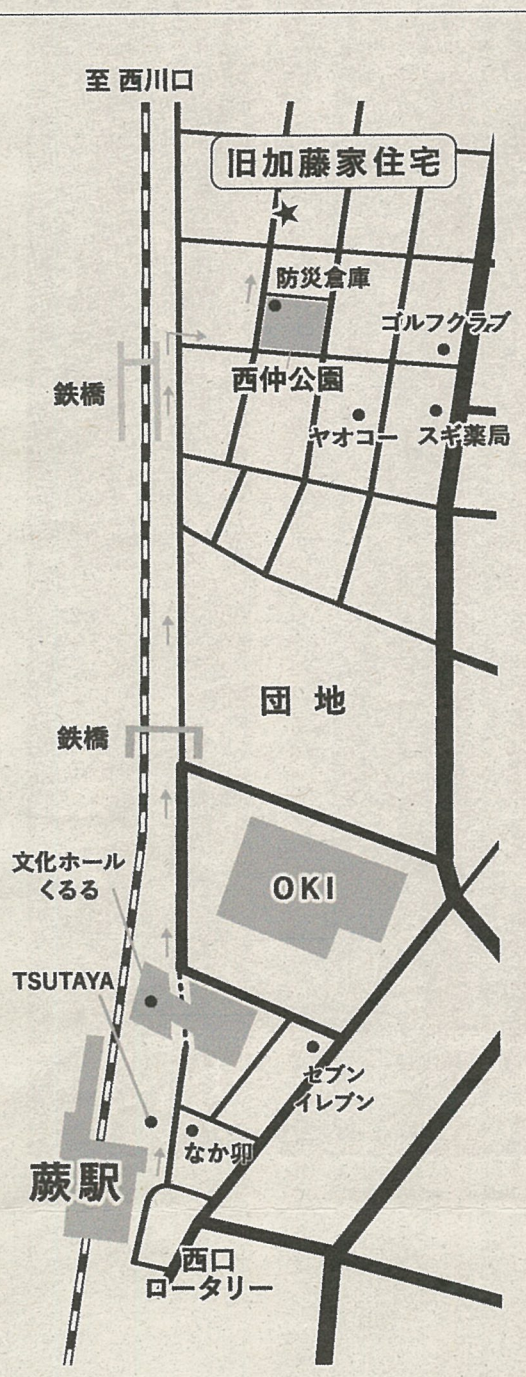 至 西川口
旧加藤家住宅
防災倉庫
ゴルフクラブ
西仲公園
鉄橋
ヤオコー
スギ薬局
団 地
鉄橋
文化ホール
くるる
OKI
TSUTAYA
セブン
イレブン
なか卯
蕨駅
西口
ロータリー